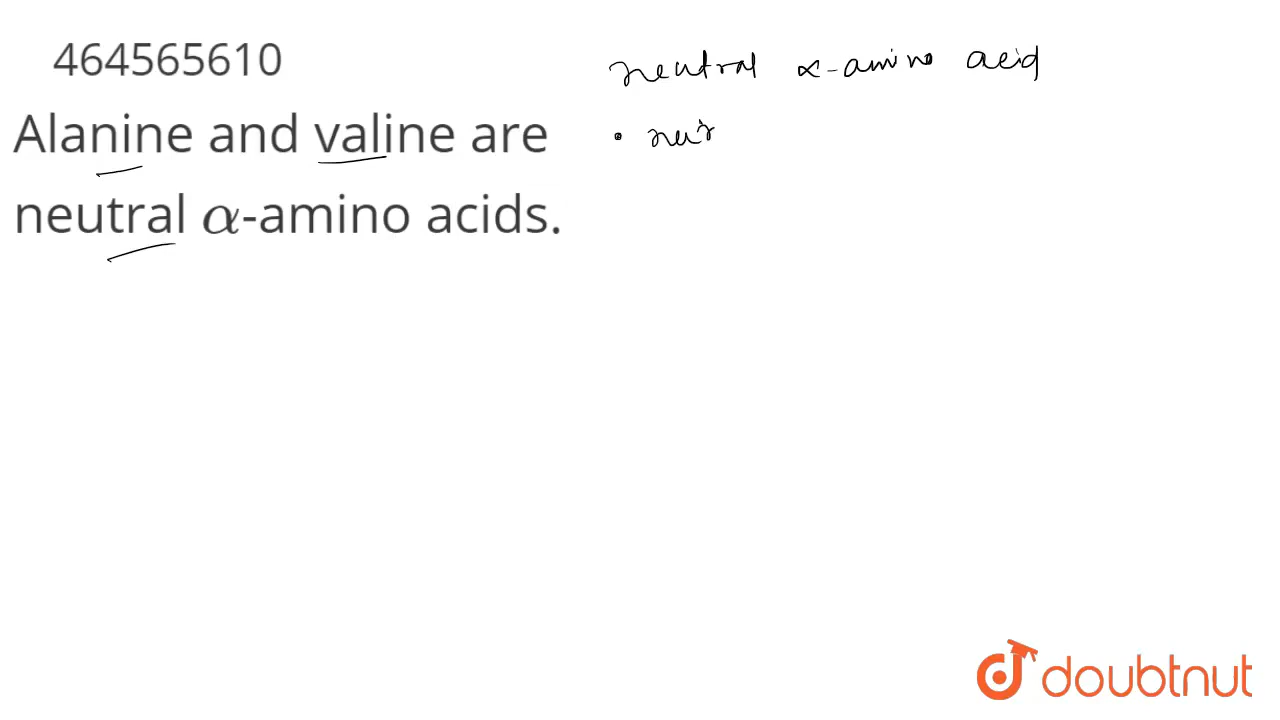 464565610
Alanine and valine are
neutral α-amino acids.
neutral α-amino acid
doubtnut